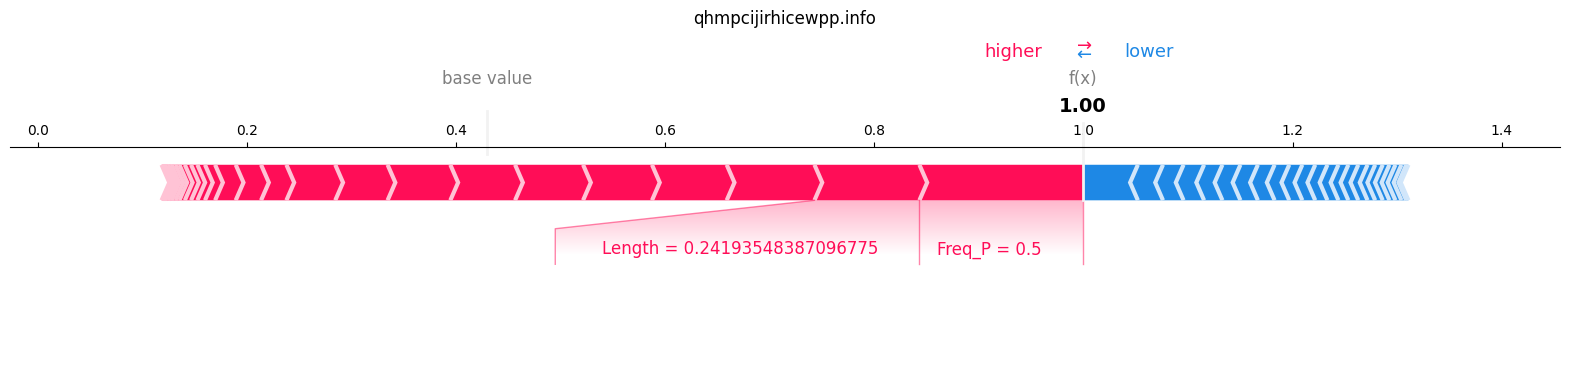 qhmpcijirhicewpp.info
higher → ← lower
base value f(x)
1.00
0.0 0.2 0.4 0.6 0.8 1.0 1.2 1.4
Length = 0.24193548387096775 Freq_P = 0.5